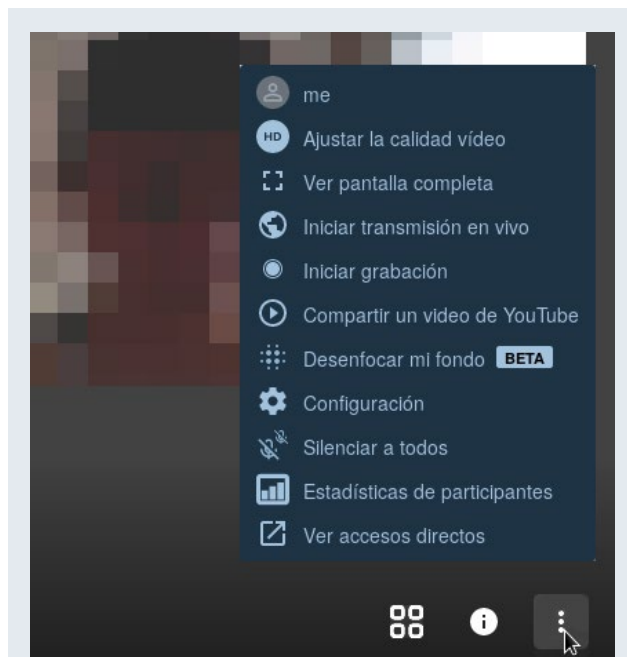 me
HD Ajustar la calidad vídeo
Ver pantalla completa
Iniciar transmisión en vivo
Iniciar grabación
Compartir un video de YouTube
Desenfocar mi fondo BETA
Configuración
Silenciar a todos
Estadísticas de participantes
Ver accesos directos